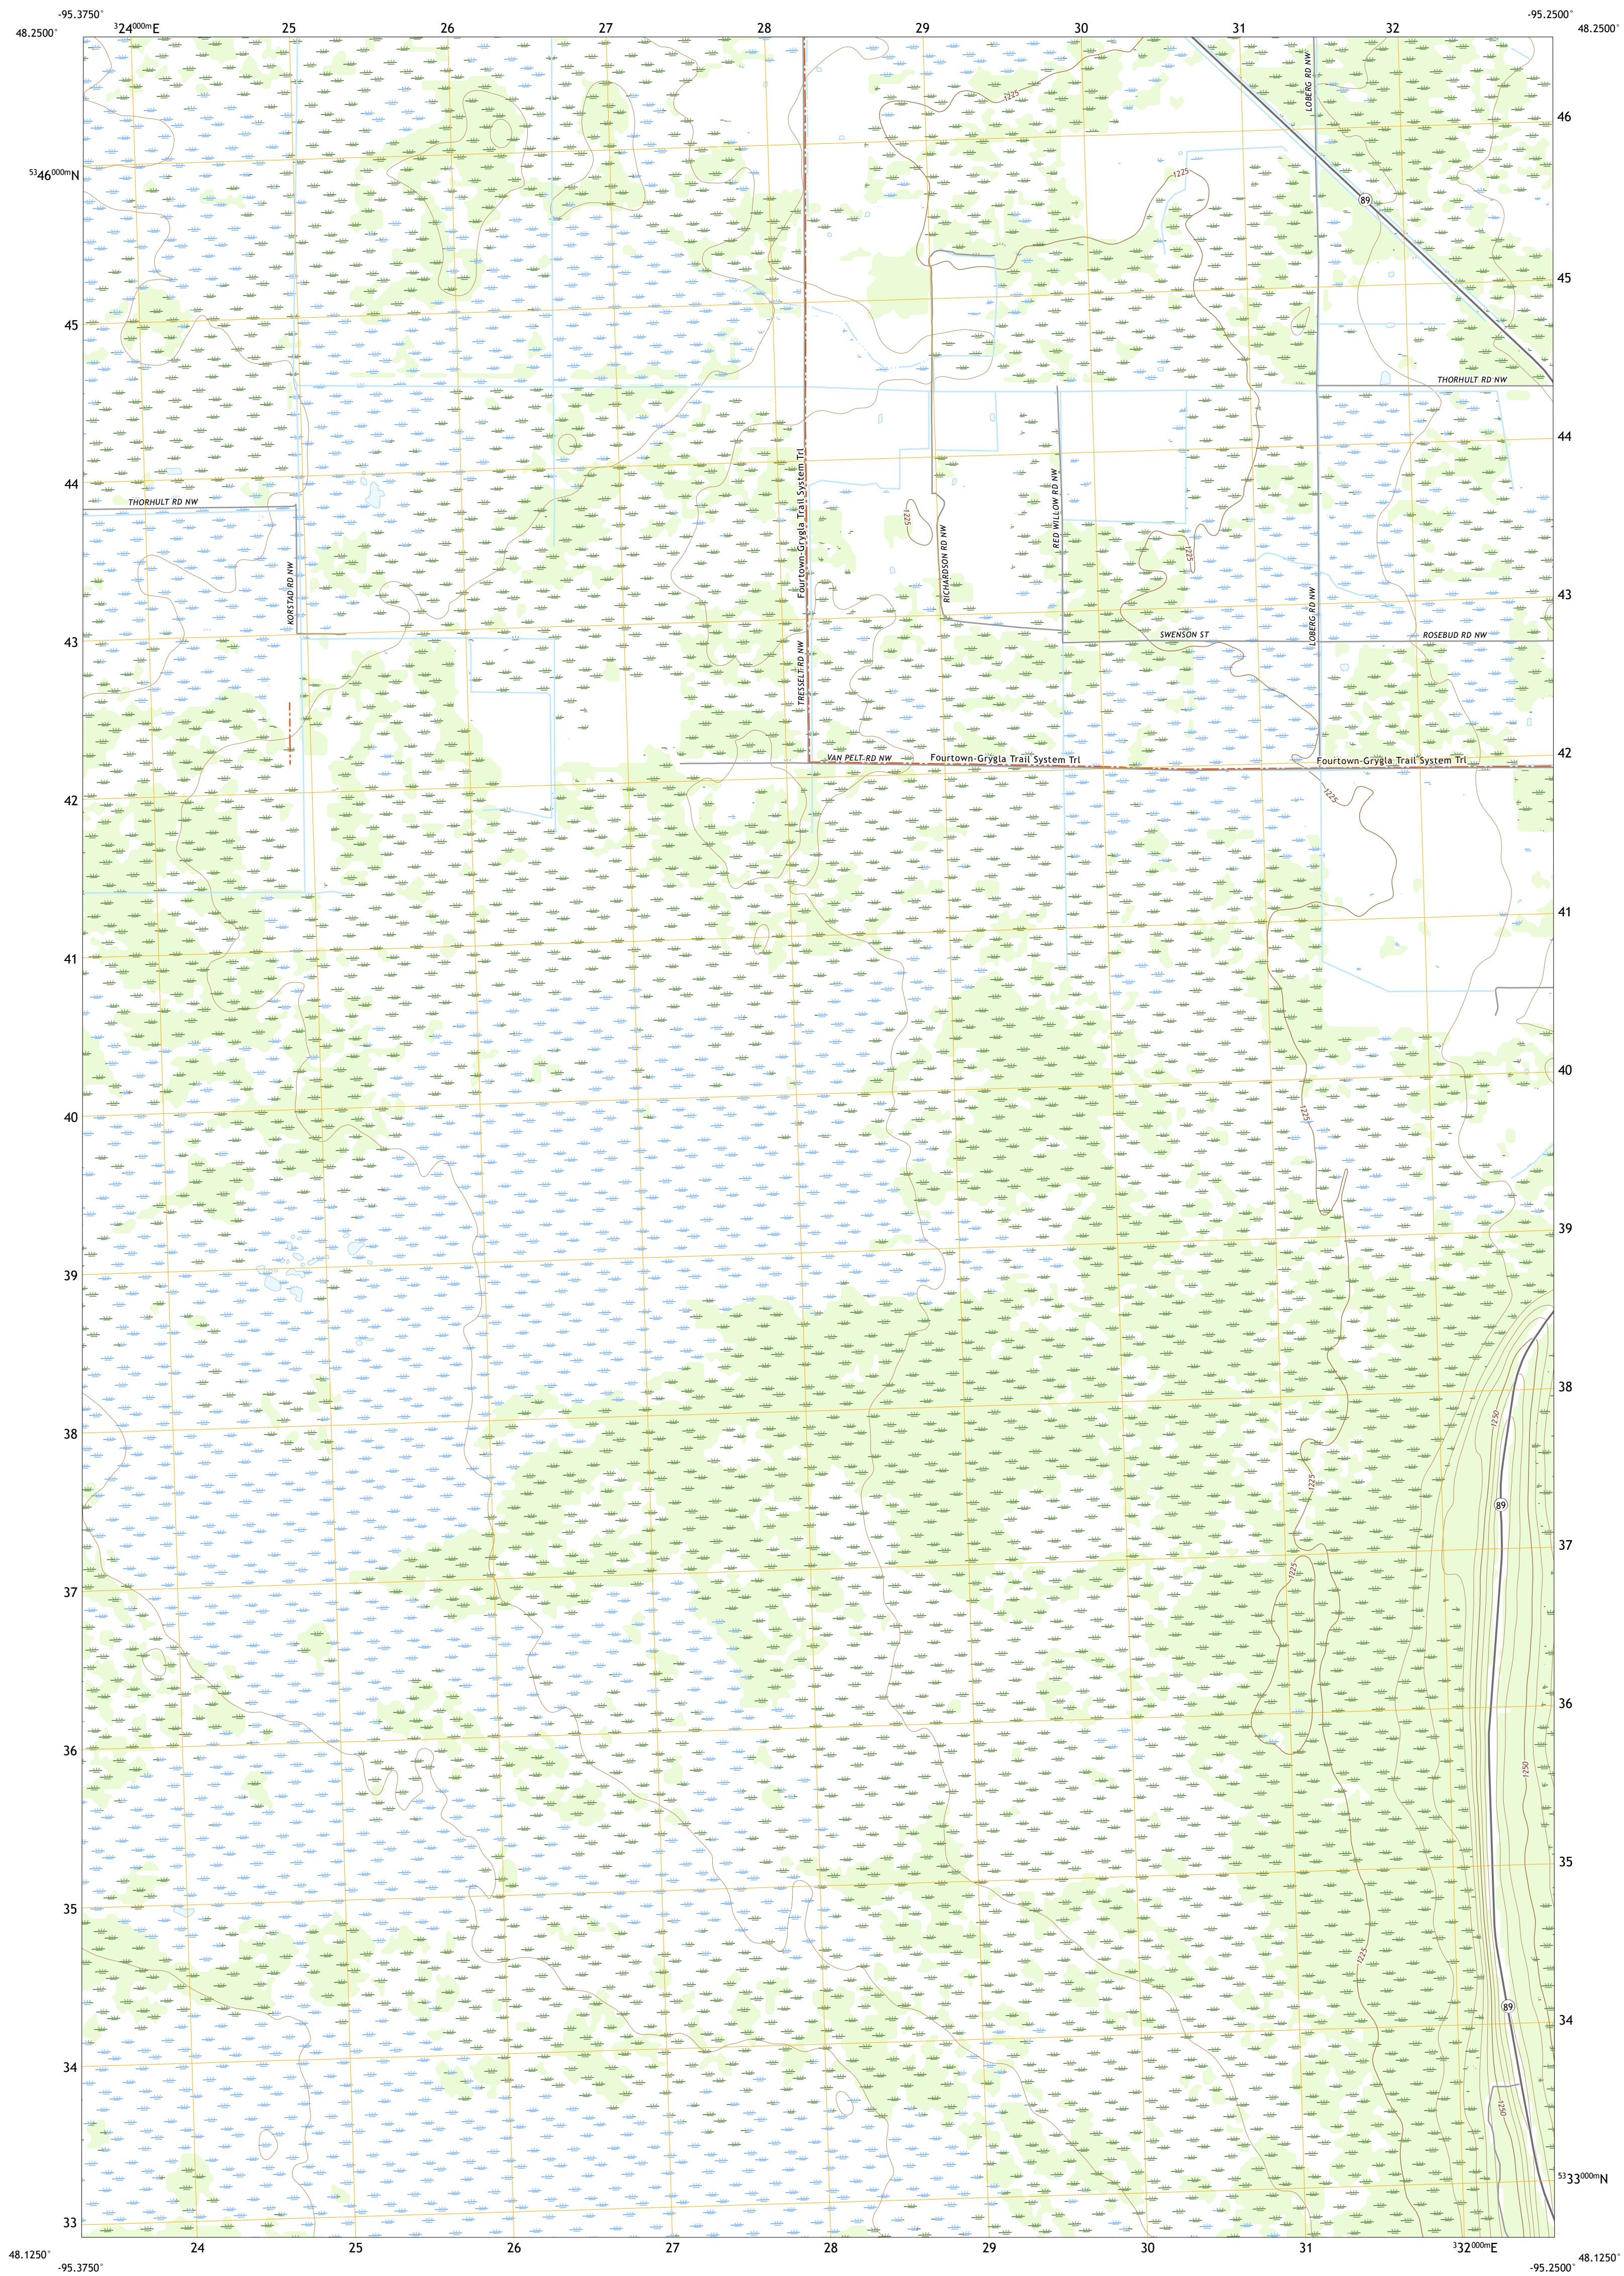 -95.3750°
-95.2500°
48.2500°
³24⁰⁰⁰ᵐE 25 26 27 28 29 30 31 32
48.2500°
LOBERG RD NW
1225
46
⁵³46⁰⁰⁰ᵐN
1225
89
45
45
THORHULT RD NW
44
44
THORHULT RD NW
Fourtown-Grygla Trail System Trl
RED WILLOW RD NW
1225
1225
RICHARDSON RD NW
KORSTAD RD NW
LOBERG RD NW
43
43
SWENSON ST
ROSEBUD RD NW
TRESSELT RD NW
42
VAN PELT RD NW
Fourtown-Grygla Trail System Trl
Fourtown-Grygla Trail System Trl
42
1225
41
41
40
1225
40
39
39
38
1250
38
1225
89
37
1225
37
36
36
1250
35
35
1225
89
34
34
1250
⁵³33⁰⁰⁰ᵐN
33
48.1250°
24 25 26 27 28 29 30 31 ³32⁰⁰⁰ᵐE
48.1250°
-95.3750°
-95.2500°